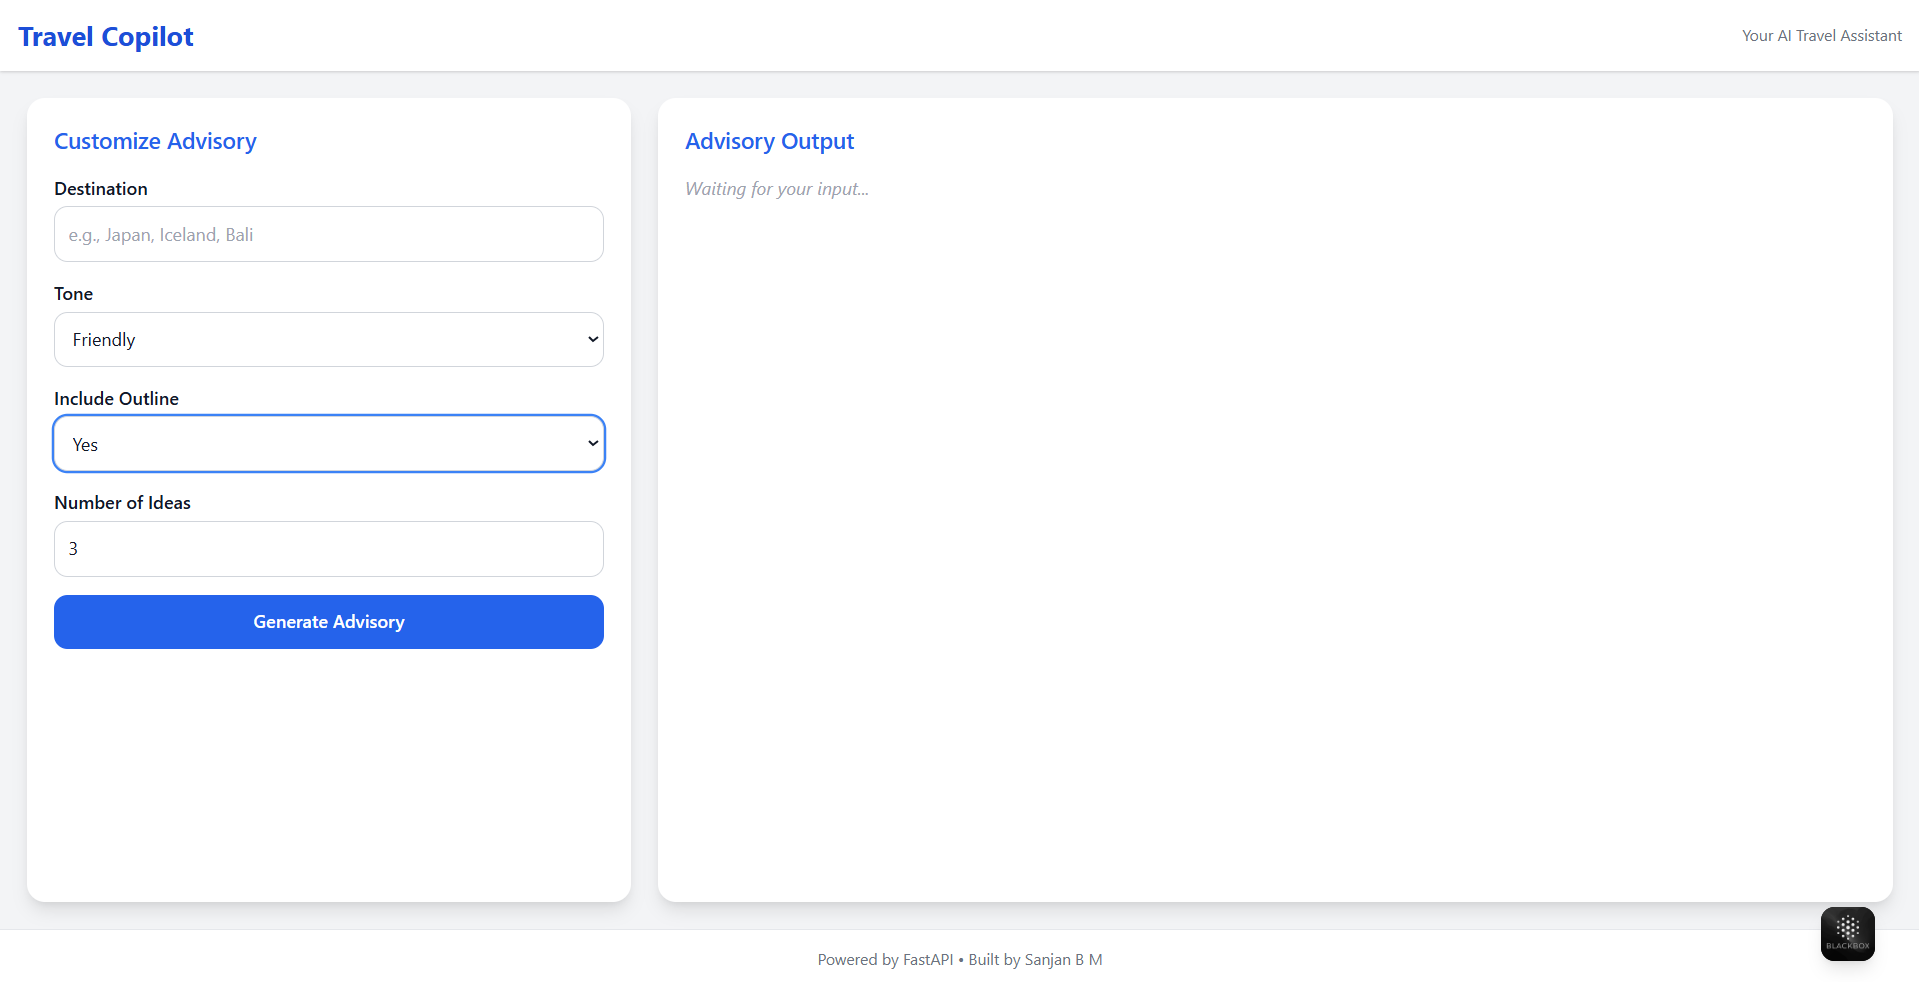 Travel Copilot
Your AI Travel Assistant
Customize Advisory
Destination
e.g., Japan, Iceland, Bali
Tone
Friendly
Include Outline
Yes
Number of Ideas
3
Generate Advisory
Advisory Output
Waiting for your input...
BLACKBOX
Powered by FastAPI • Built by Sanjan B M